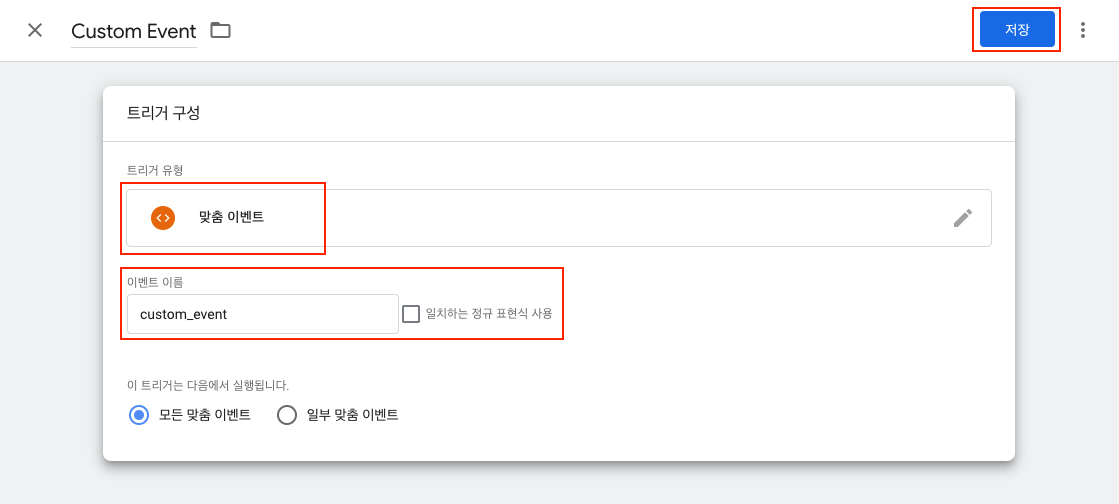 Custom Event
저장
트리거 구성
트리거 유형
맞춤 이벤트
이벤트 이름
custom_event
일치하는 정규 표현식 사용
이 트리거는 다음에서 실행됩니다.
모든 맞춤 이벤트 일부 맞춤 이벤트